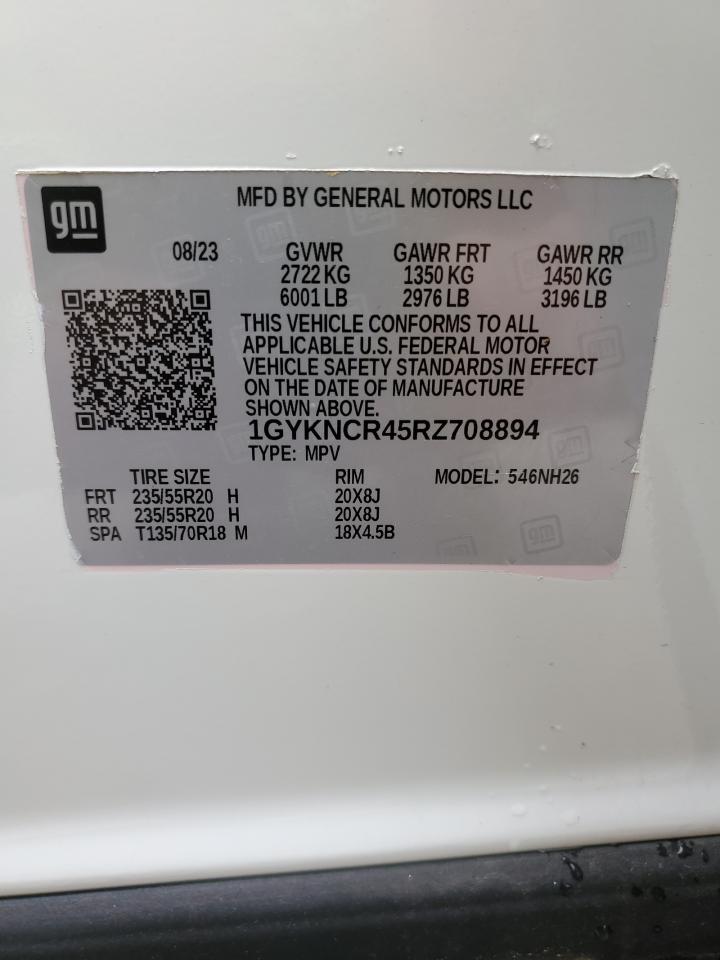 gm
MFD BY GENERAL MOTORS LLC
08/23 GVWR GAWR FRT GAWR RR
2722 KG 1350 KG 1450 KG
6001 LB 2976 LB 3196 LB
THIS VEHICLE CONFORMS TO ALL
APPLICABLE U.S. FEDERAL MOTOR
VEHICLE SAFETY STANDARDS IN EFFECT
ON THE DATE OF MANUFACTURE
SHOWN ABOVE.
1GYKNCR45RZ708894
TYPE: MPV
TIRE SIZE RIM MODEL: 546NH26
FRT 235/55R20 H 20X8J
RR 235/55R20 H 20X8J
SPA T135/70R18 M 18X4.5B